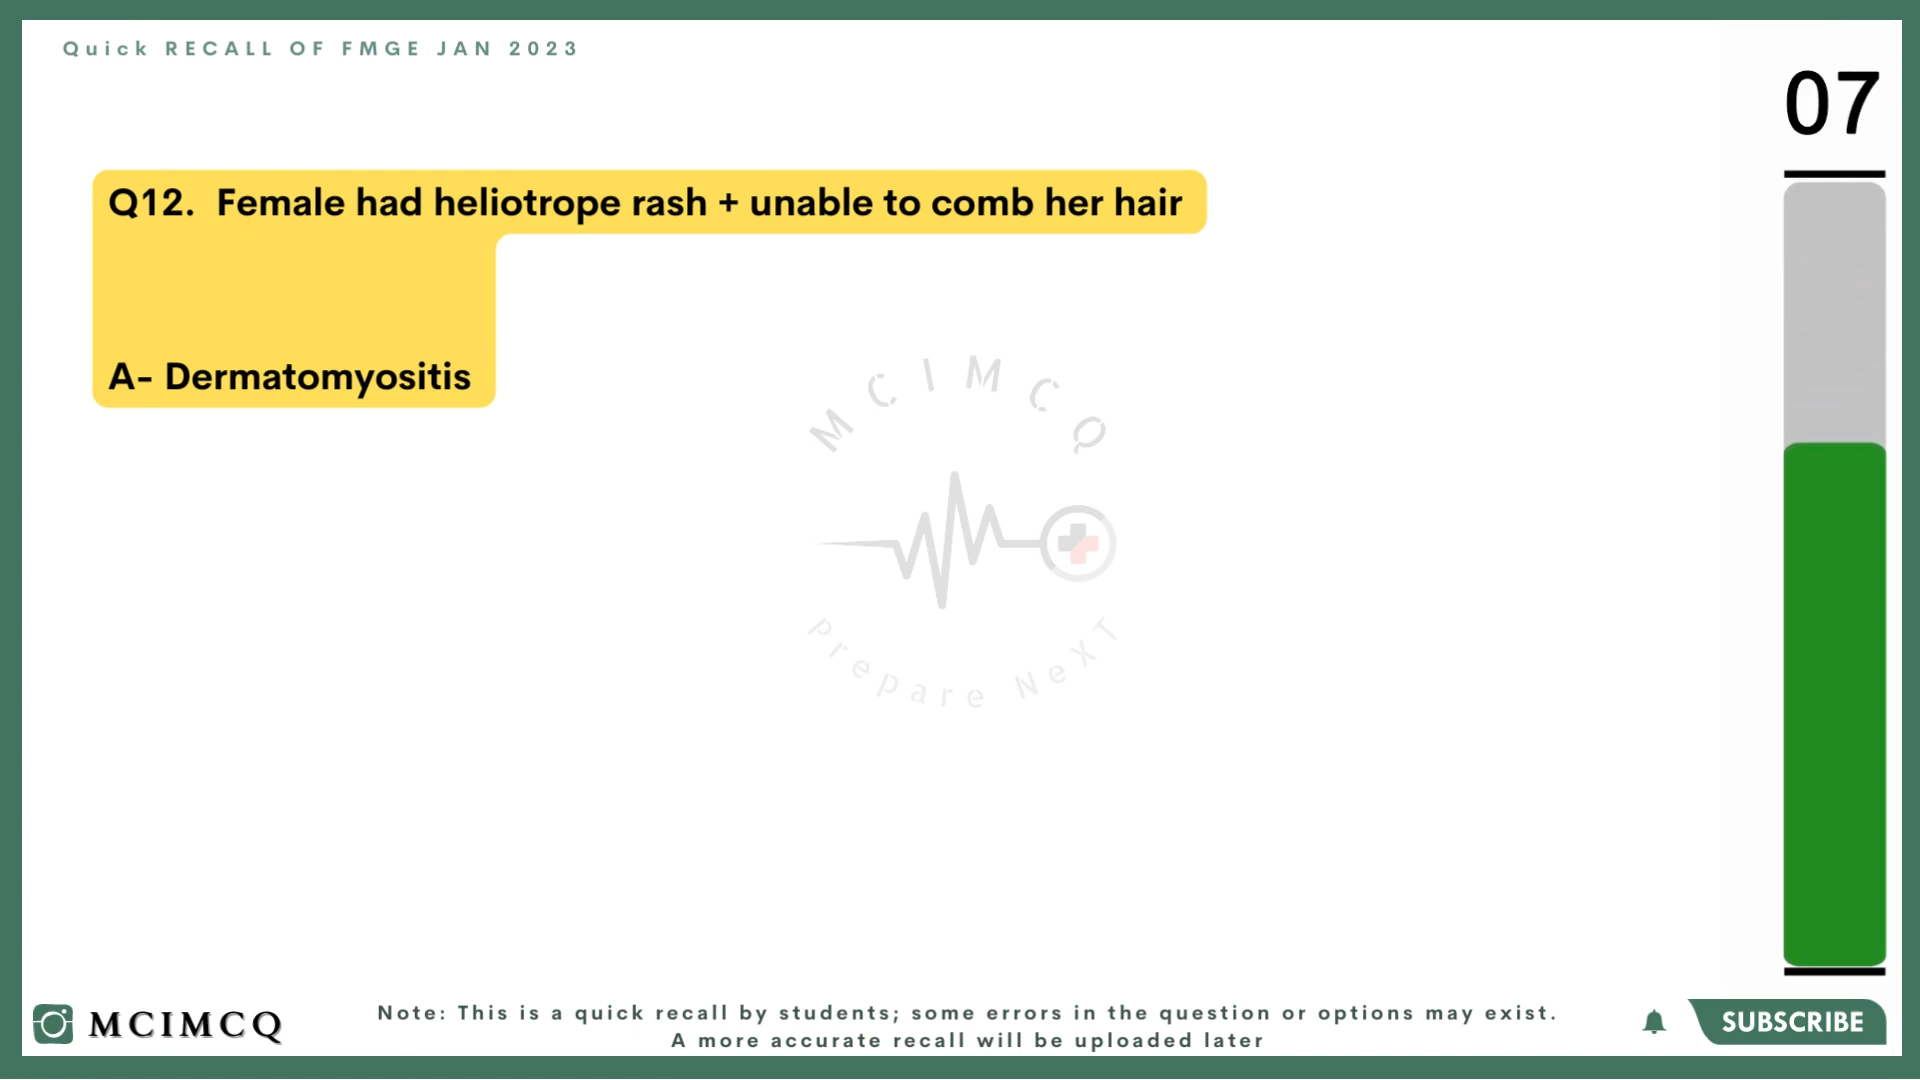 Quick RECALL OF FMGE JAN 2023
07
Q12. Female had heliotrope rash + unable to comb her hair
A- Dermatomyositis
MCIMCQ
Prepare NeXT
MCIMCQ
Note: This is a quick recall by students; some errors in the question or options may exist.
A more accurate recall will be uploaded later
SUBSCRIBE